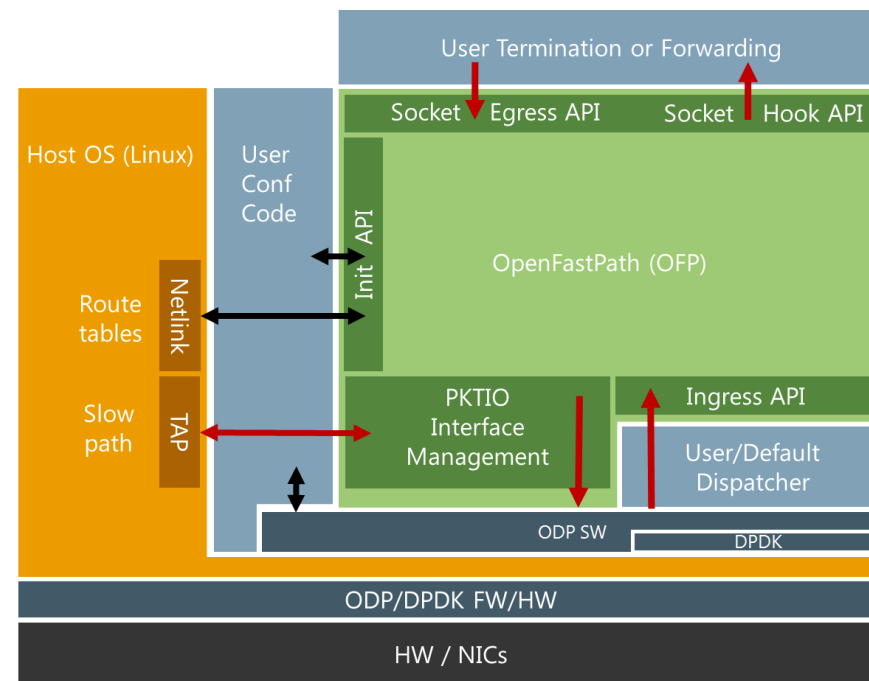 User Termination or Forwarding
Socket Egress API
Socket Hook API
Host OS (Linux)
User
Conf
Code
Init API
OpenFastPath (OFP)
Route
tables
Netlink
Slow
path
TAP
PKTIO
Interface
Management
Ingress API
User/Default
Dispatcher
ODP SW
DPDK
ODP/DPDK FW/HW
HW / NICs